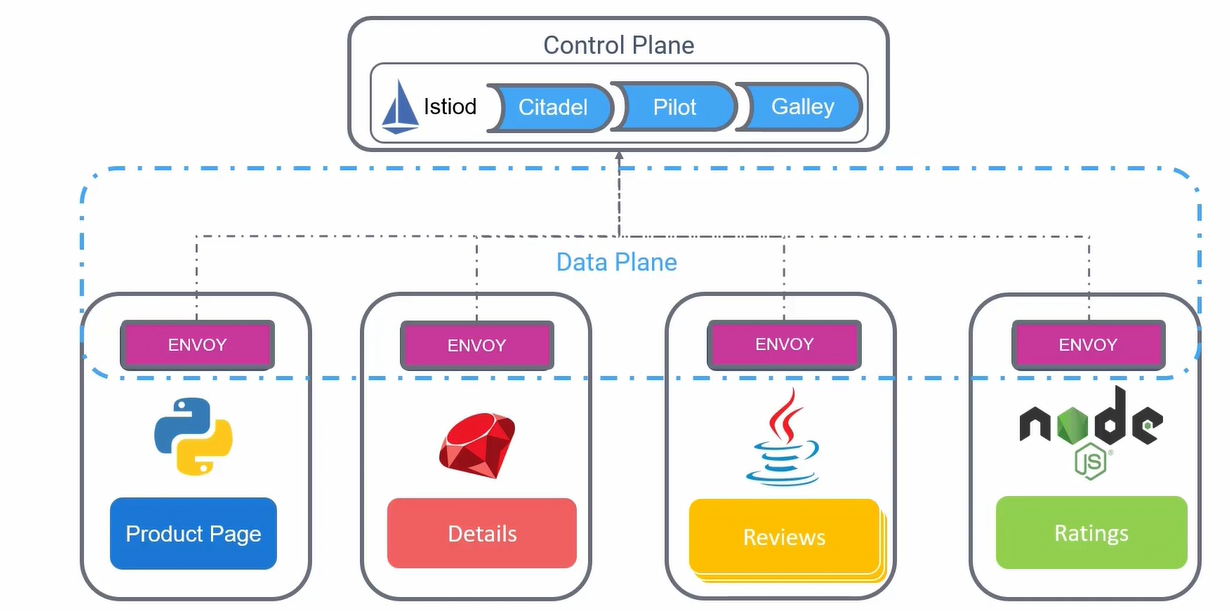 Control Plane
Istiod Citadel Pilot Galley
Data Plane
ENVOY ENVOY ENVOY ENVOY
node
JS
Product Page Details Reviews Ratings